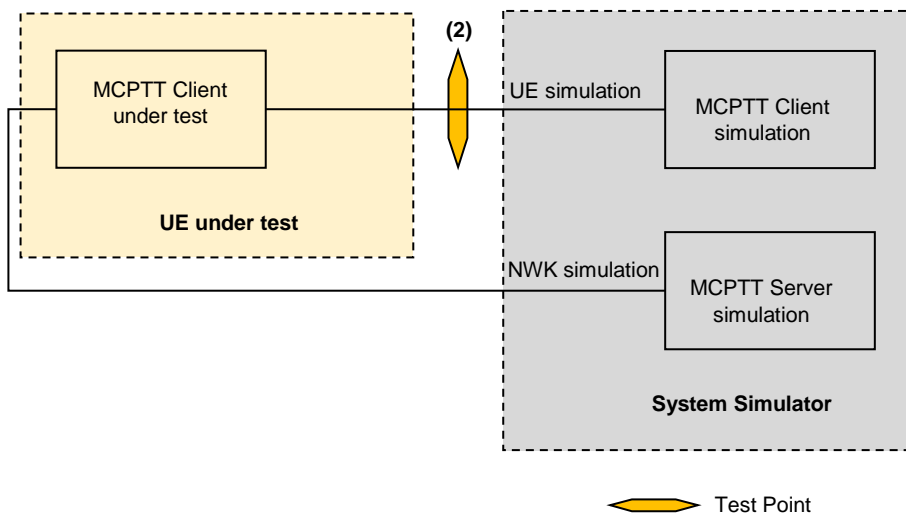 (2)
MCPTT Client
under test
UE simulation
MCPTT Client
simulation
UE under test
NWK simulation
MCPTT Server
simulation
System Simulator
Test Point